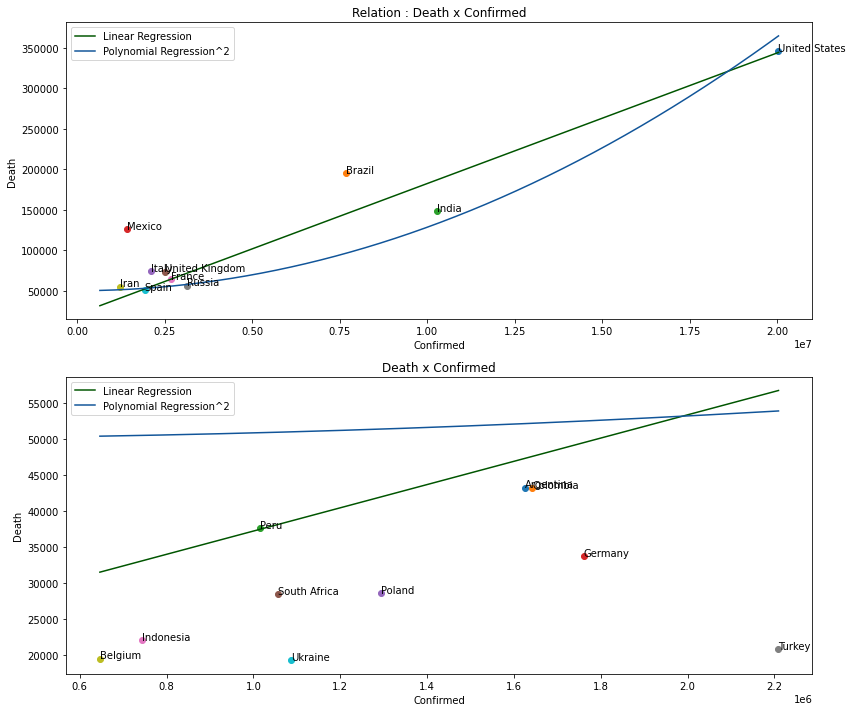 Relation : Death x Confirmed
Linear Regression
Polynomial Regression^2
350000
300000
250000
200000
150000
100000
50000
Death
United States
Brazil
India
Mexico
Italy
United Kingdom
France
Russia
Iran
Spain
0.00
0.25
0.50
0.75
1.00
1.25
1.50
1.75
2.00
1e7
Confirmed
Death x Confirmed
Linear Regression
Polynomial Regression^2
55000
50000
45000
40000
35000
30000
25000
20000
Death
Argentina
Colombia
Peru
Germany
South Africa
Poland
Indonesia
Turkey
Belgium
Ukraine
0.6
0.8
1.0
1.2
1.4
1.6
1.8
2.0
2.2
1e6
Confirmed